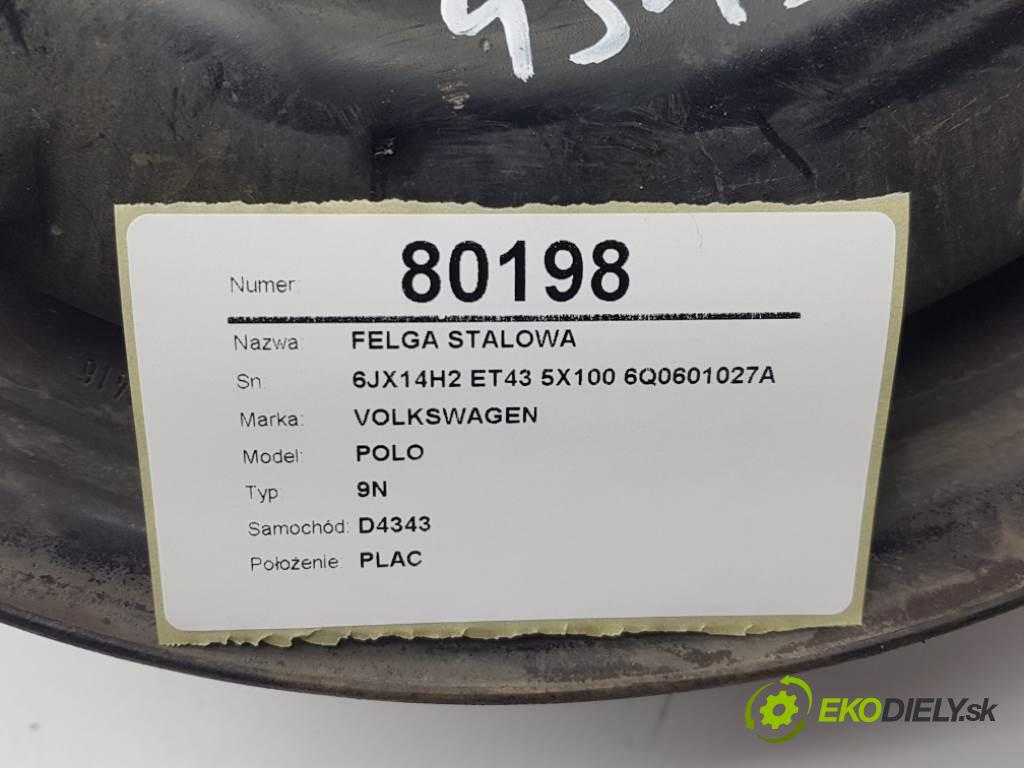 Numer: 80198
Nazwa: FELGA STALOWA
Sn 6JX14H2 ET43 5X100 6Q0601027A
Marka: VOLKSWAGEN
Model: POLO
Typ 9N
Samochód: D4343
Położenie: PLAC
EKODIELY.sk